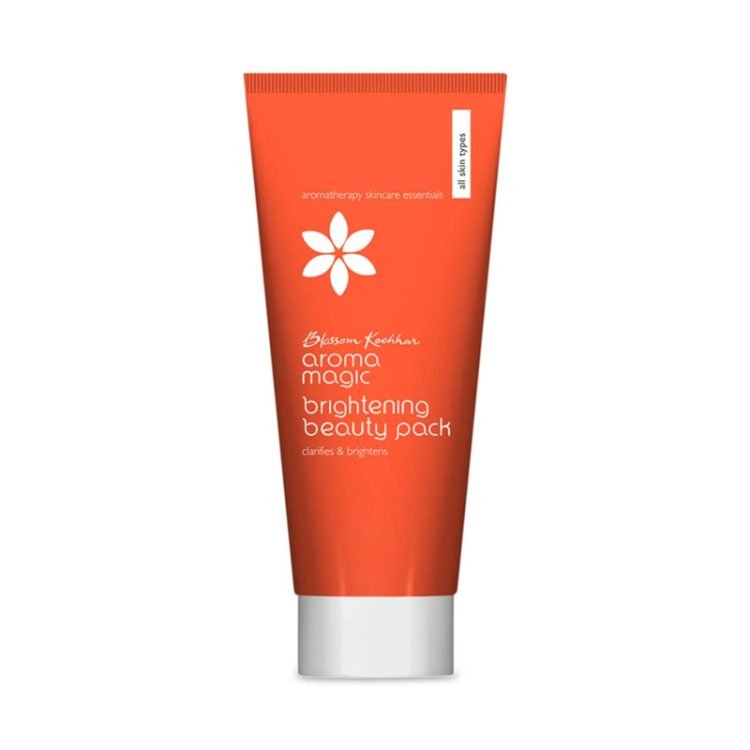 all skin types
aromatherapy skincare essentials
Blossom Kochhar
aroma
magic
brightening
beauty pack
clarifies & brightens